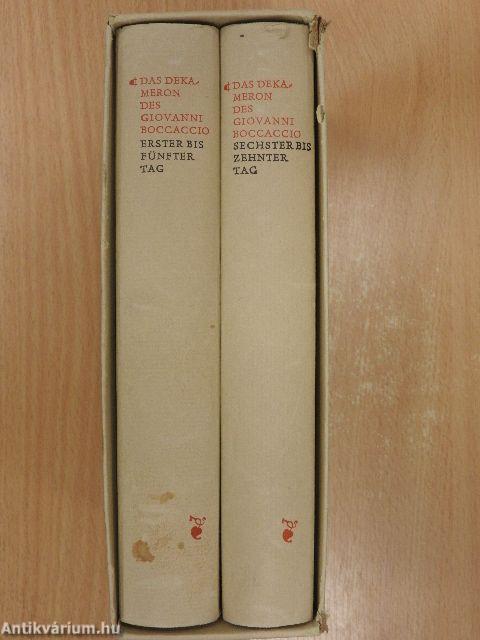 DAS DEKA
MERON
DES
GIOVANNI
BOCCACCIO
ERSTER BIS
FÜNFTER
TAG
DAS DEKA
MERON
DES
GIOVANNI
BOCCACCIO
SECHSTER BIS
ZEHNTER
TAG
Antikvárium.hu